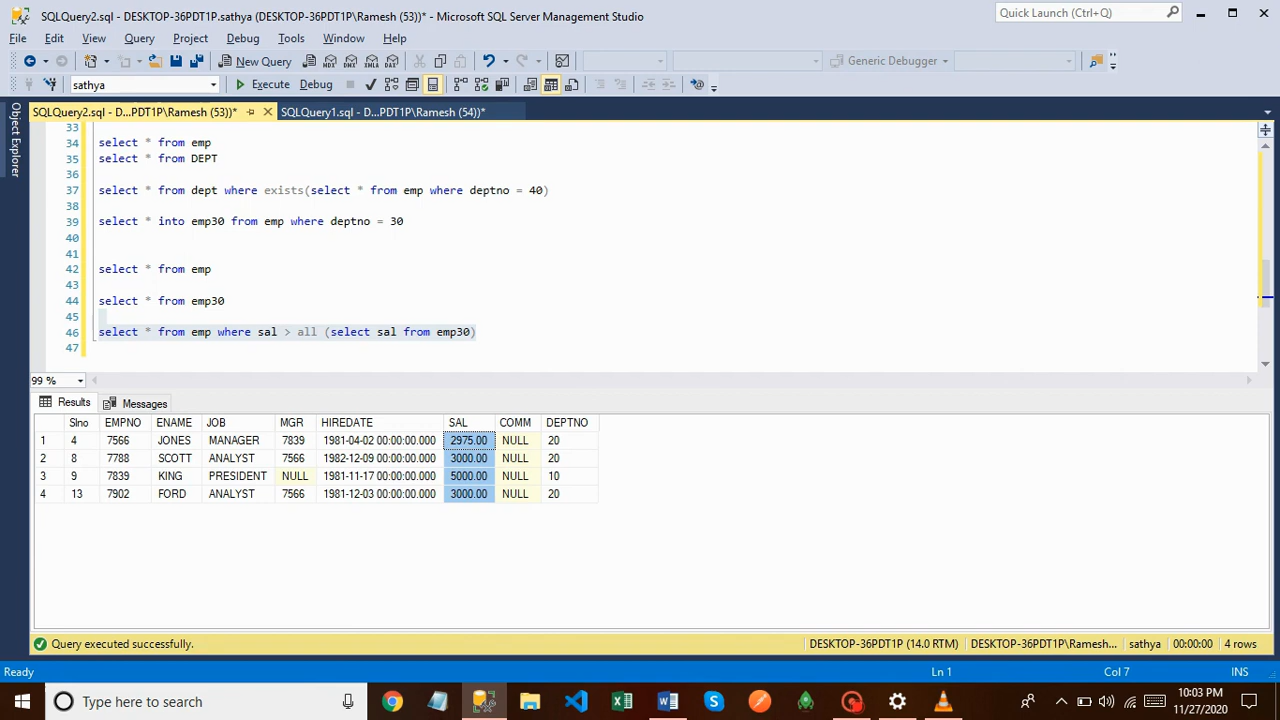 SQLQuery2.sql - DESKTOP-36PDT1P.sathya (DESKTOP-36PDT1P\Ramesh (53))* - Microsoft SQL Server Management Studio
Quick Launch (Ctrl+Q)
File Edit View Query Project Debug Tools Window Help
New Query MDX DMX XMLA DAX Generic Debugger
sathya Execute Debug
SQLQuery2.sql - D...PDT1P\Ramesh (53))* SQLQuery1.sql - D...PDT1P\Ramesh (54))*
Object Explorer
33
34 select * from emp
35 select * from DEPT
36
37 select * from dept where exists(select * from emp where deptno = 40)
38
39 select * into emp30 from emp where deptno = 30
40
41
42 select * from emp
43
44 select * from emp30
45
46 select * from emp where sal > all (select sal from emp30)
47
99 %
Results Messages
Slno EMPNO ENAME JOB MGR HIREDATE SAL COMM DEPTNO
1 4 7566 JONES MANAGER 7839 1981-04-02 00:00:00.000 2975.00 NULL 20
2 8 7788 SCOTT ANALYST 7566 1982-12-09 00:00:00.000 3000.00 NULL 20
3 9 7839 KING PRESIDENT NULL 1981-11-17 00:00:00.000 5000.00 NULL 10
4 13 7902 FORD ANALYST 7566 1981-12-03 00:00:00.000 3000.00 NULL 20
Query executed successfully. DESKTOP-36PDT1P (14.0 RTM) DESKTOP-36PDT1P\Ramesh... sathya 00:00:00 4 rows
Ready Ln 1 Col 7 INS
Type here to search
10:03 PM
11/27/2020